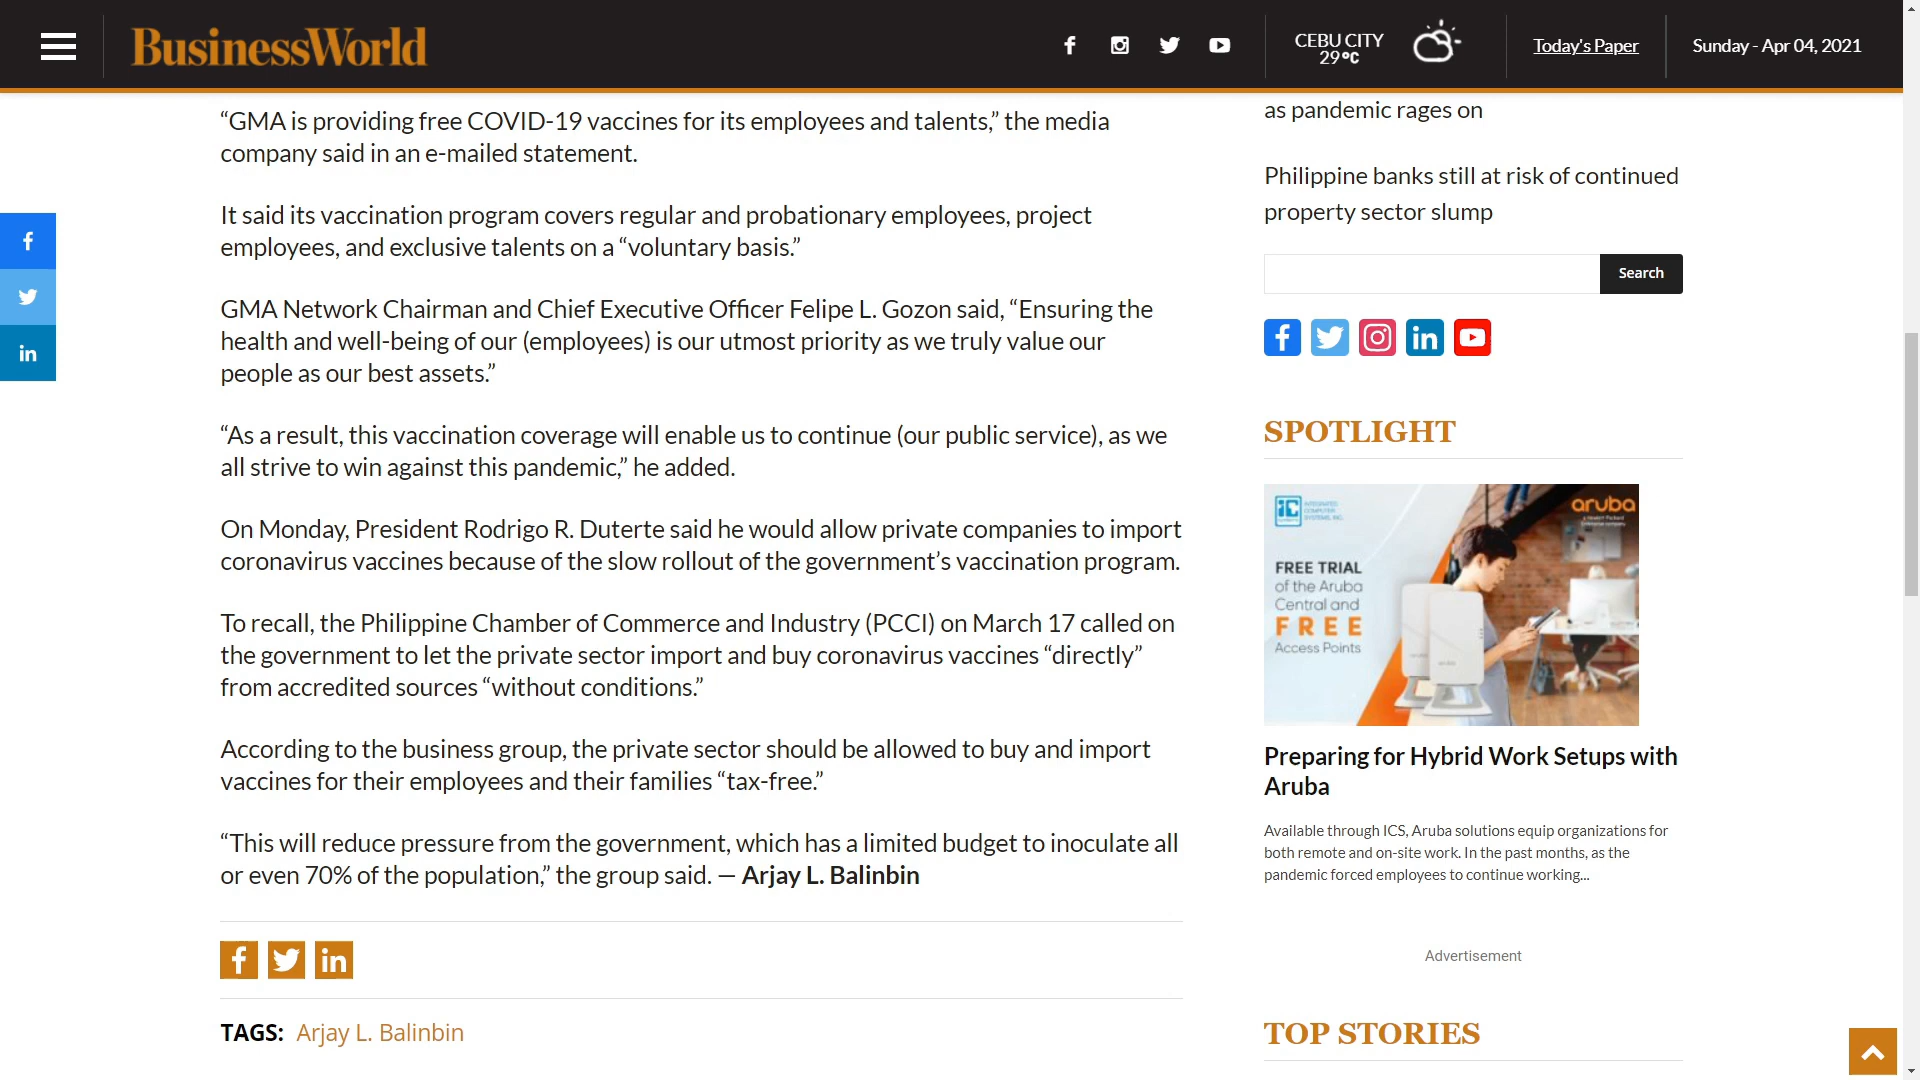 BusinessWorld
CEBU CITY
29°C
Today's Paper
Sunday - Apr 04, 2021
“GMA is providing free COVID-19 vaccines for its employees and talents,” the media
company said in an e-mailed statement.
It said its vaccination program covers regular and probationary employees, project
employees, and exclusive talents on a “voluntary basis.”
GMA Network Chairman and Chief Executive Officer Felipe L. Gozon said, “Ensuring the
health and well-being of our (employees) is our utmost priority as we truly value our
people as our best assets.”
“As a result, this vaccination coverage will enable us to continue (our public service), as we
all strive to win against this pandemic,” he added.
On Monday, President Rodrigo R. Duterte said he would allow private companies to import
coronavirus vaccines because of the slow rollout of the government’s vaccination program.
To recall, the Philippine Chamber of Commerce and Industry (PCCI) on March 17 called on
the government to let the private sector import and buy coronavirus vaccines “directly”
from accredited sources “without conditions.”
According to the business group, the private sector should be allowed to buy and import
vaccines for their employees and their families “tax-free.”
“This will reduce pressure from the government, which has a limited budget to inoculate all
or even 70% of the population,” the group said. — Arjay L. Balinbin
TAGS: Arjay L. Balinbin
as pandemic rages on
Philippine banks still at risk of continued
property sector slump
Search
SPOTLIGHT
INTEGRATED
COMPUTER
SYSTEMS, INC.
aruba
a Hewlett Packard
Enterprise company
FREE TRIAL
of the Aruba
Central and
FREE
Access Points
Preparing for Hybrid Work Setups with
Aruba
Available through ICS, Aruba solutions equip organizations for
both remote and on-site work. In the past months, as the
pandemic forced employees to continue working...
Advertisement
TOP STORIES